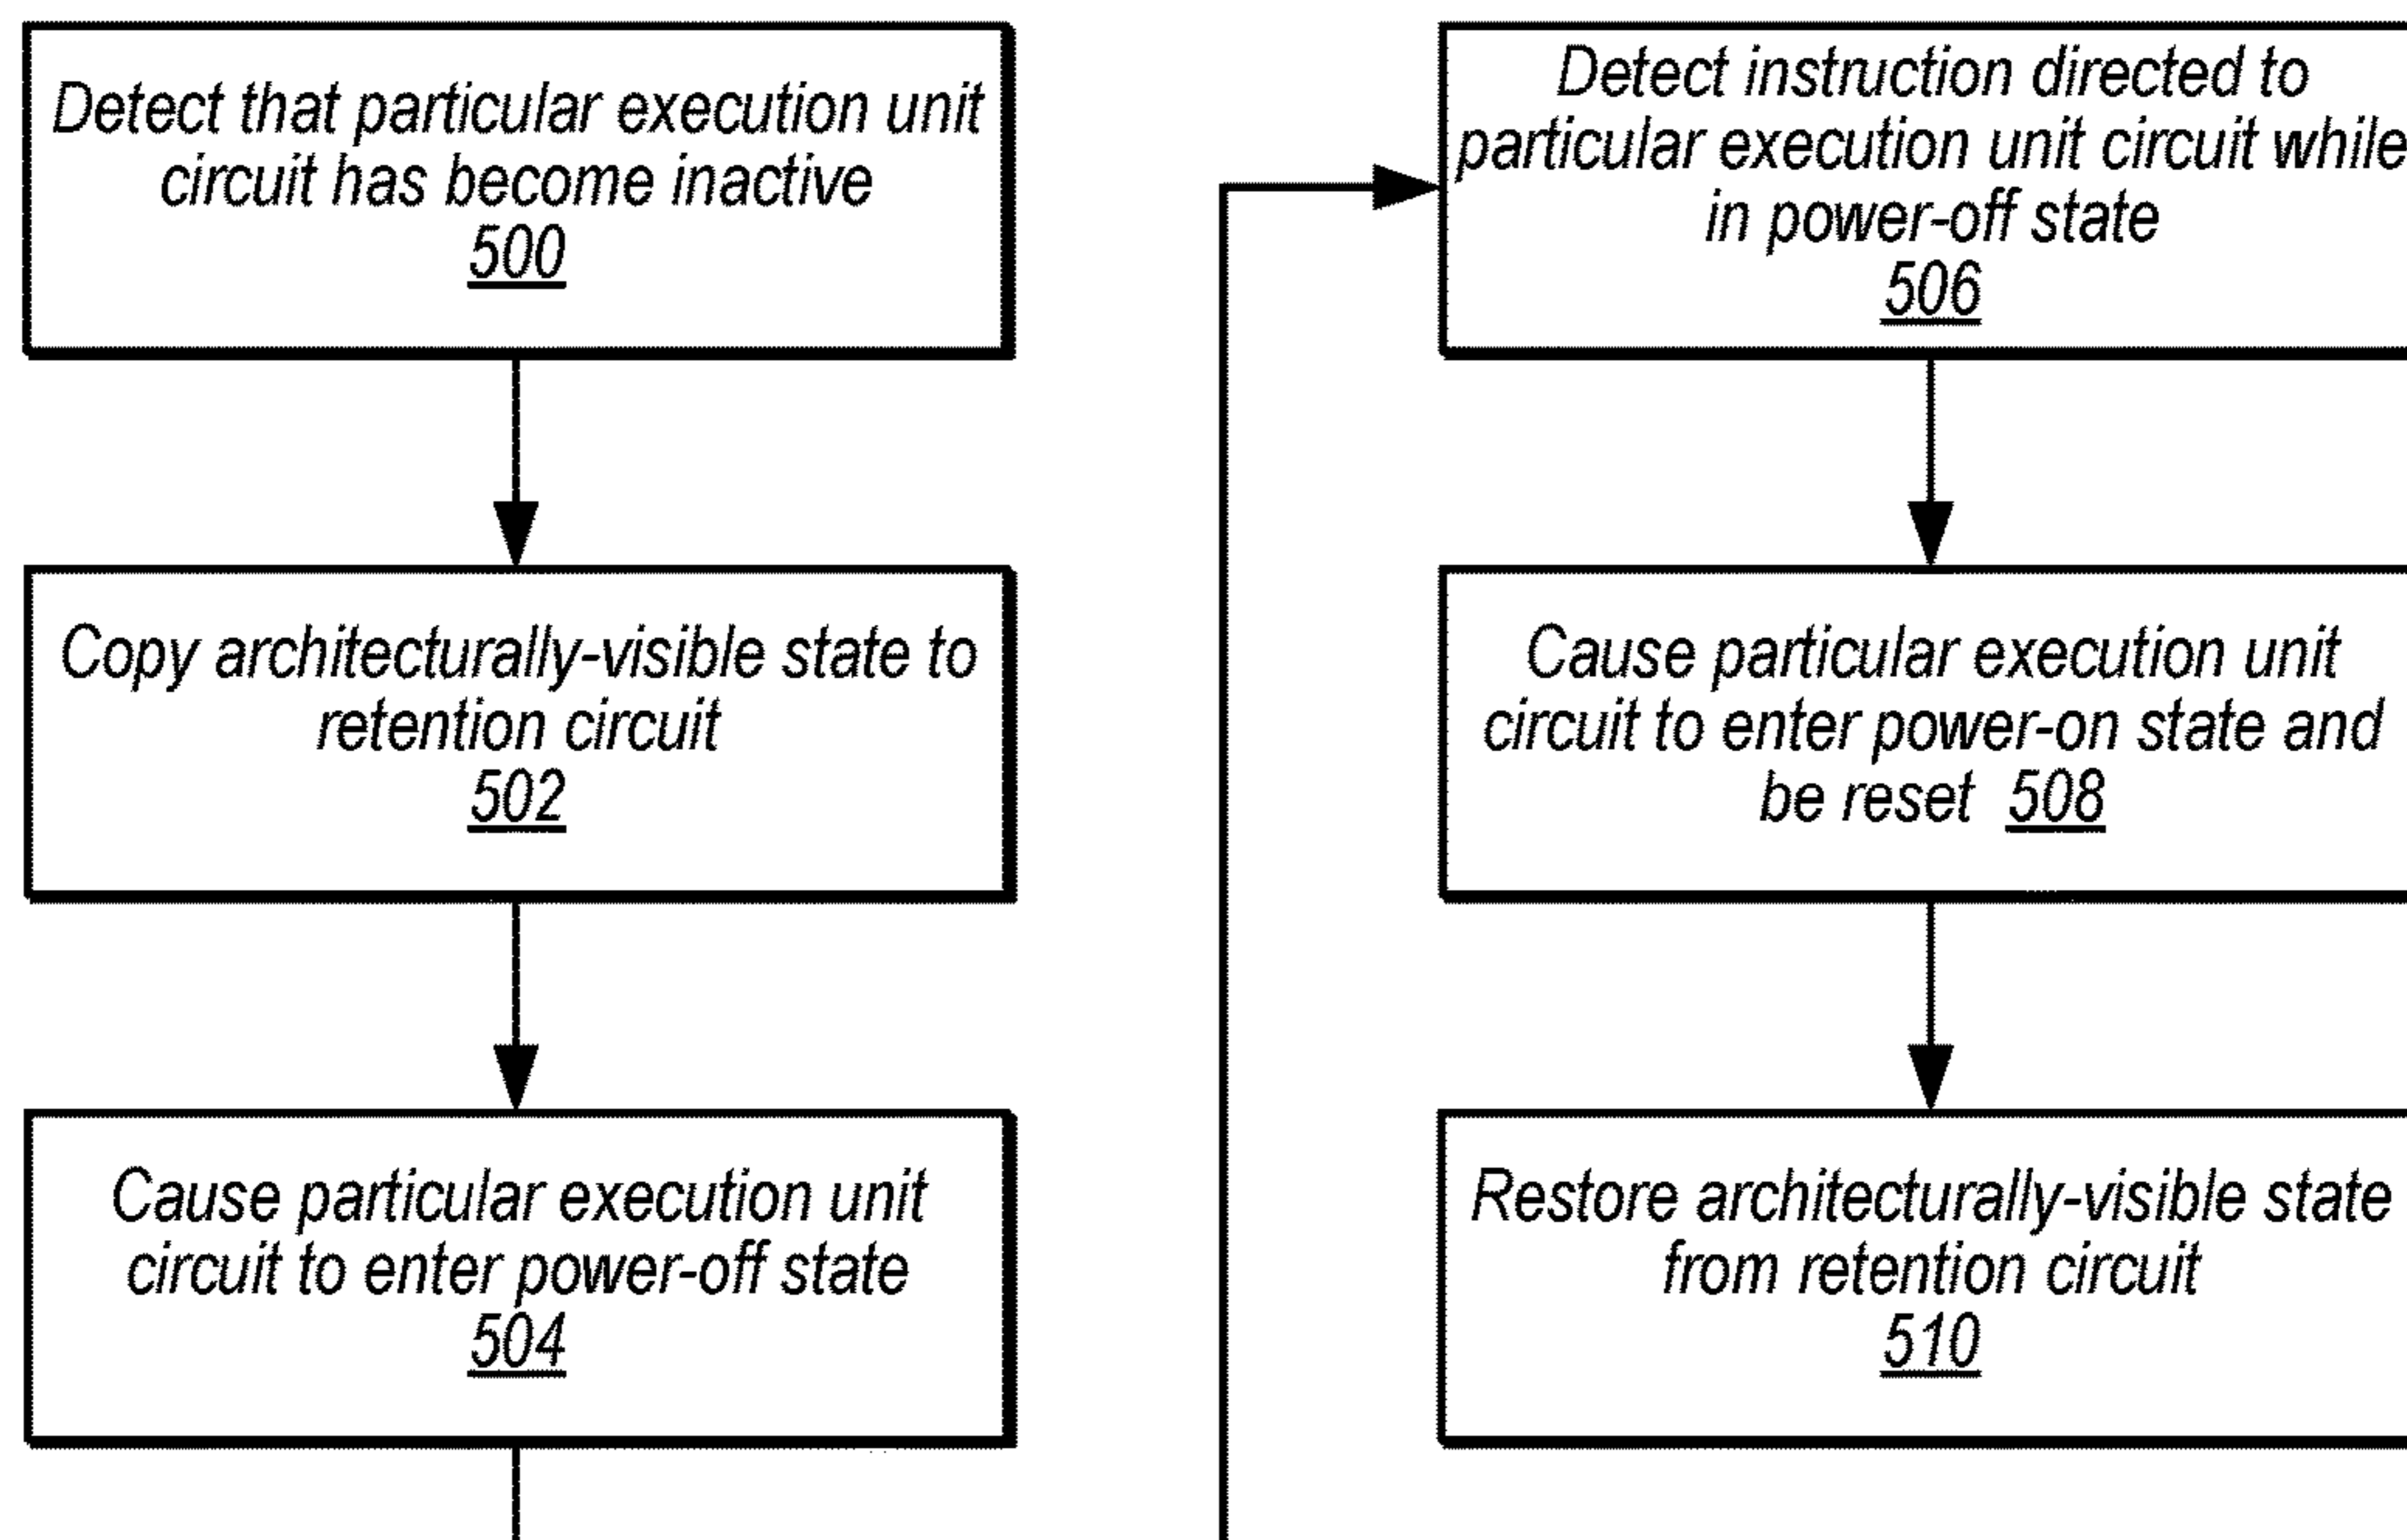 Detect that particular execution unit
circuit has become inactive
500
Copy architecturally-visible state to
retention circuit
502
Cause particular execution unit
circuit to enter power-off state
504
Detect instruction directed to
particular execution unit circuit while
in power-off state
506
Cause particular execution unit
circuit to enter power-on state and
be reset 508
Restore architecturally-visible state
from retention circuit
510